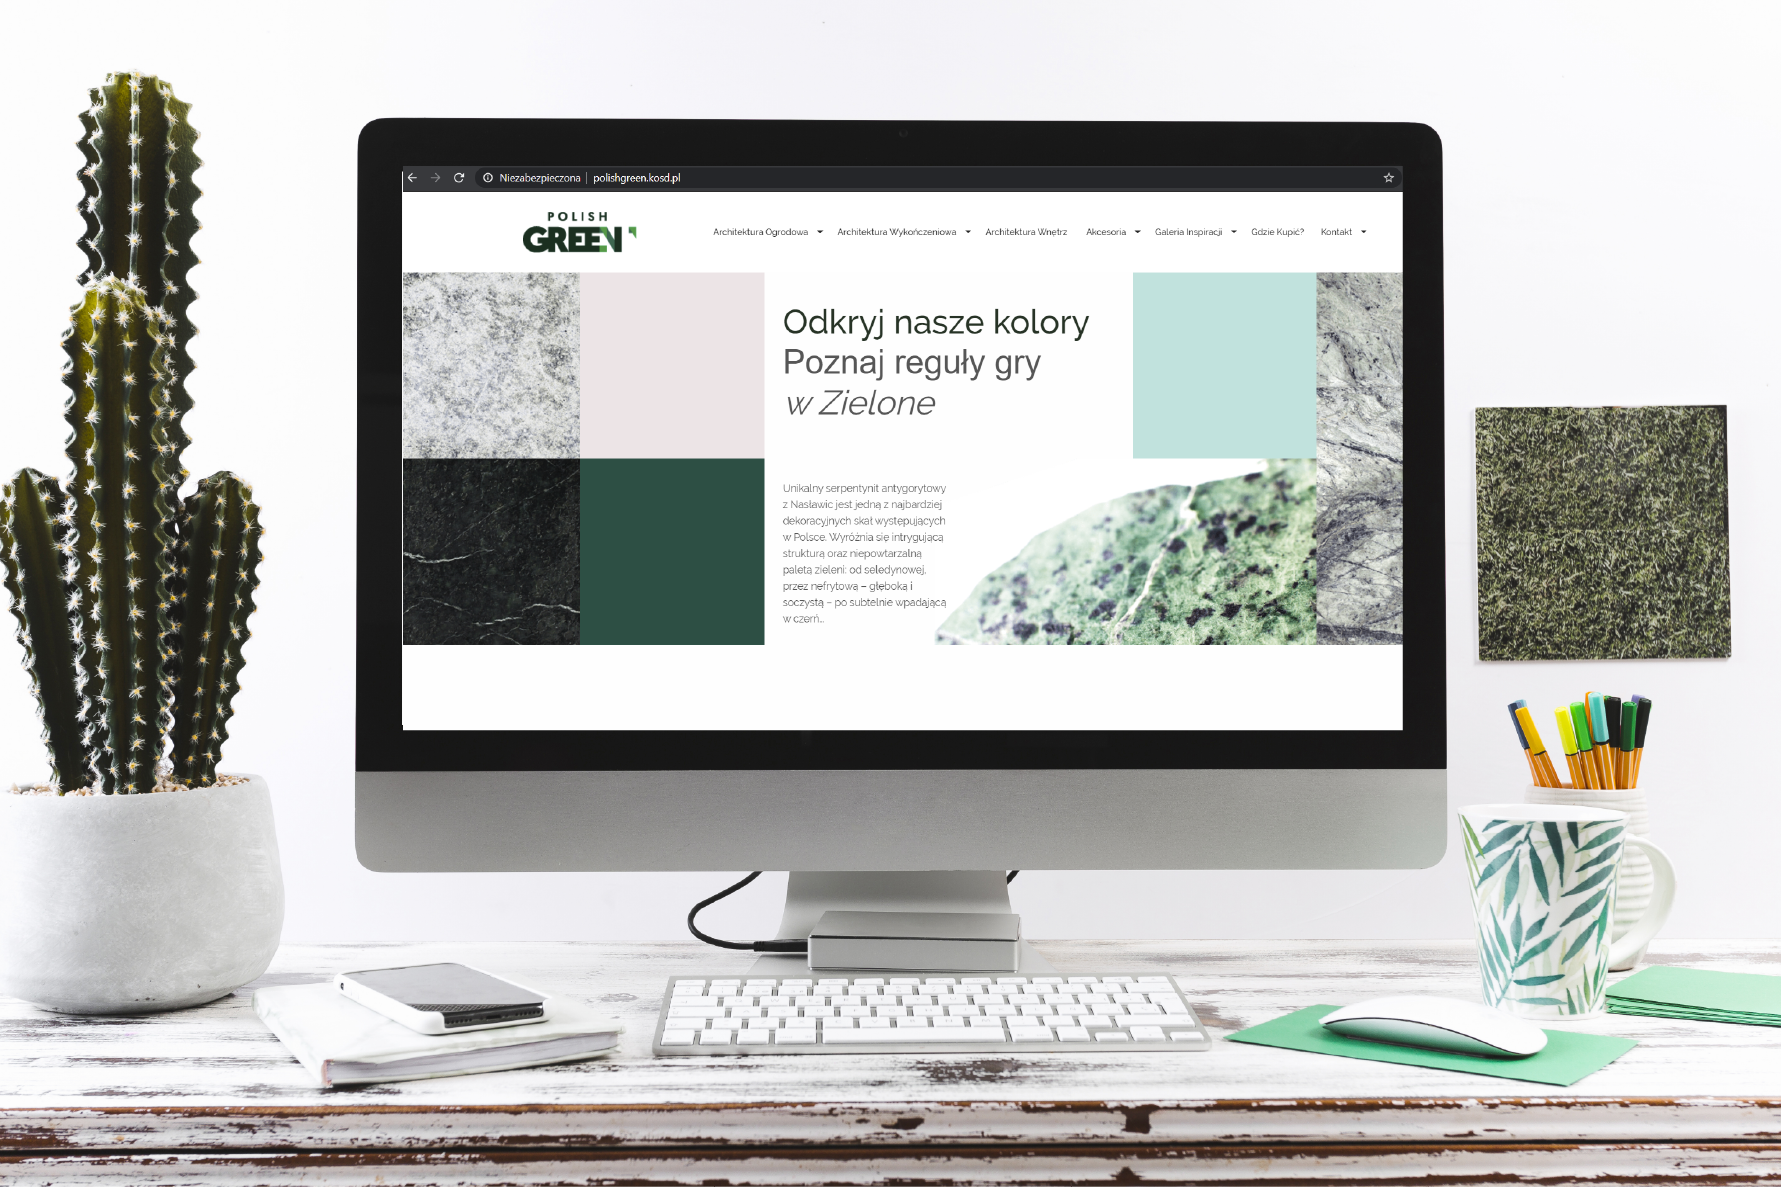 Niezabezpieczona | polishgreen.kosd.pl
POLISH
GREEN
Architektura Ogrodowa Architektura Wykończeniowa Architektura Wnętrz Akcesoria Galeria Inspiracji Gdzie Kupić? Kontakt
Odkryj nasze kolory
Poznaj reguły gry
w Zielone
Unikalny serpentynit antygorytowy
z Nasławic jest jedną z najbardziej
dekoracyjnych skał występujących
w Polsce. Wyróżnia się intrygującą
strukturą oraz niepowtarzalną
paletą zieleni: od seledynowej,
przez nefrytową – głęboką i
soczystą – po subtelnie wpadającą
w czerń...